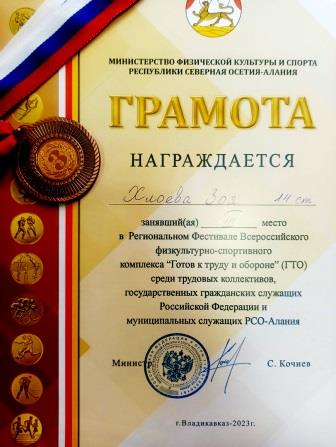 МИНИСТЕРСТВО ФИЗИЧЕСКОЙ КУЛЬТУРЫ И СПОРТА
РЕСПУБЛИКИ СЕВЕРНАЯ ОСЕТИЯ-АЛАНИЯ
ГРАМОТА
НАГРАЖДАЕТСЯ
Хлоева Зоя
занявший(ая) III место
в Региональном Фестивале Всероссийского
физкультурно-спортивного
комплекса "Готов к труду и обороне" (ГТО)
среди трудовых коллективов,
государственных гражданских служащих
Российской Федерации и
муниципальных служащих РСО-Алания
Министр С. Кочиев
г.Владикавказ-2023г.
3